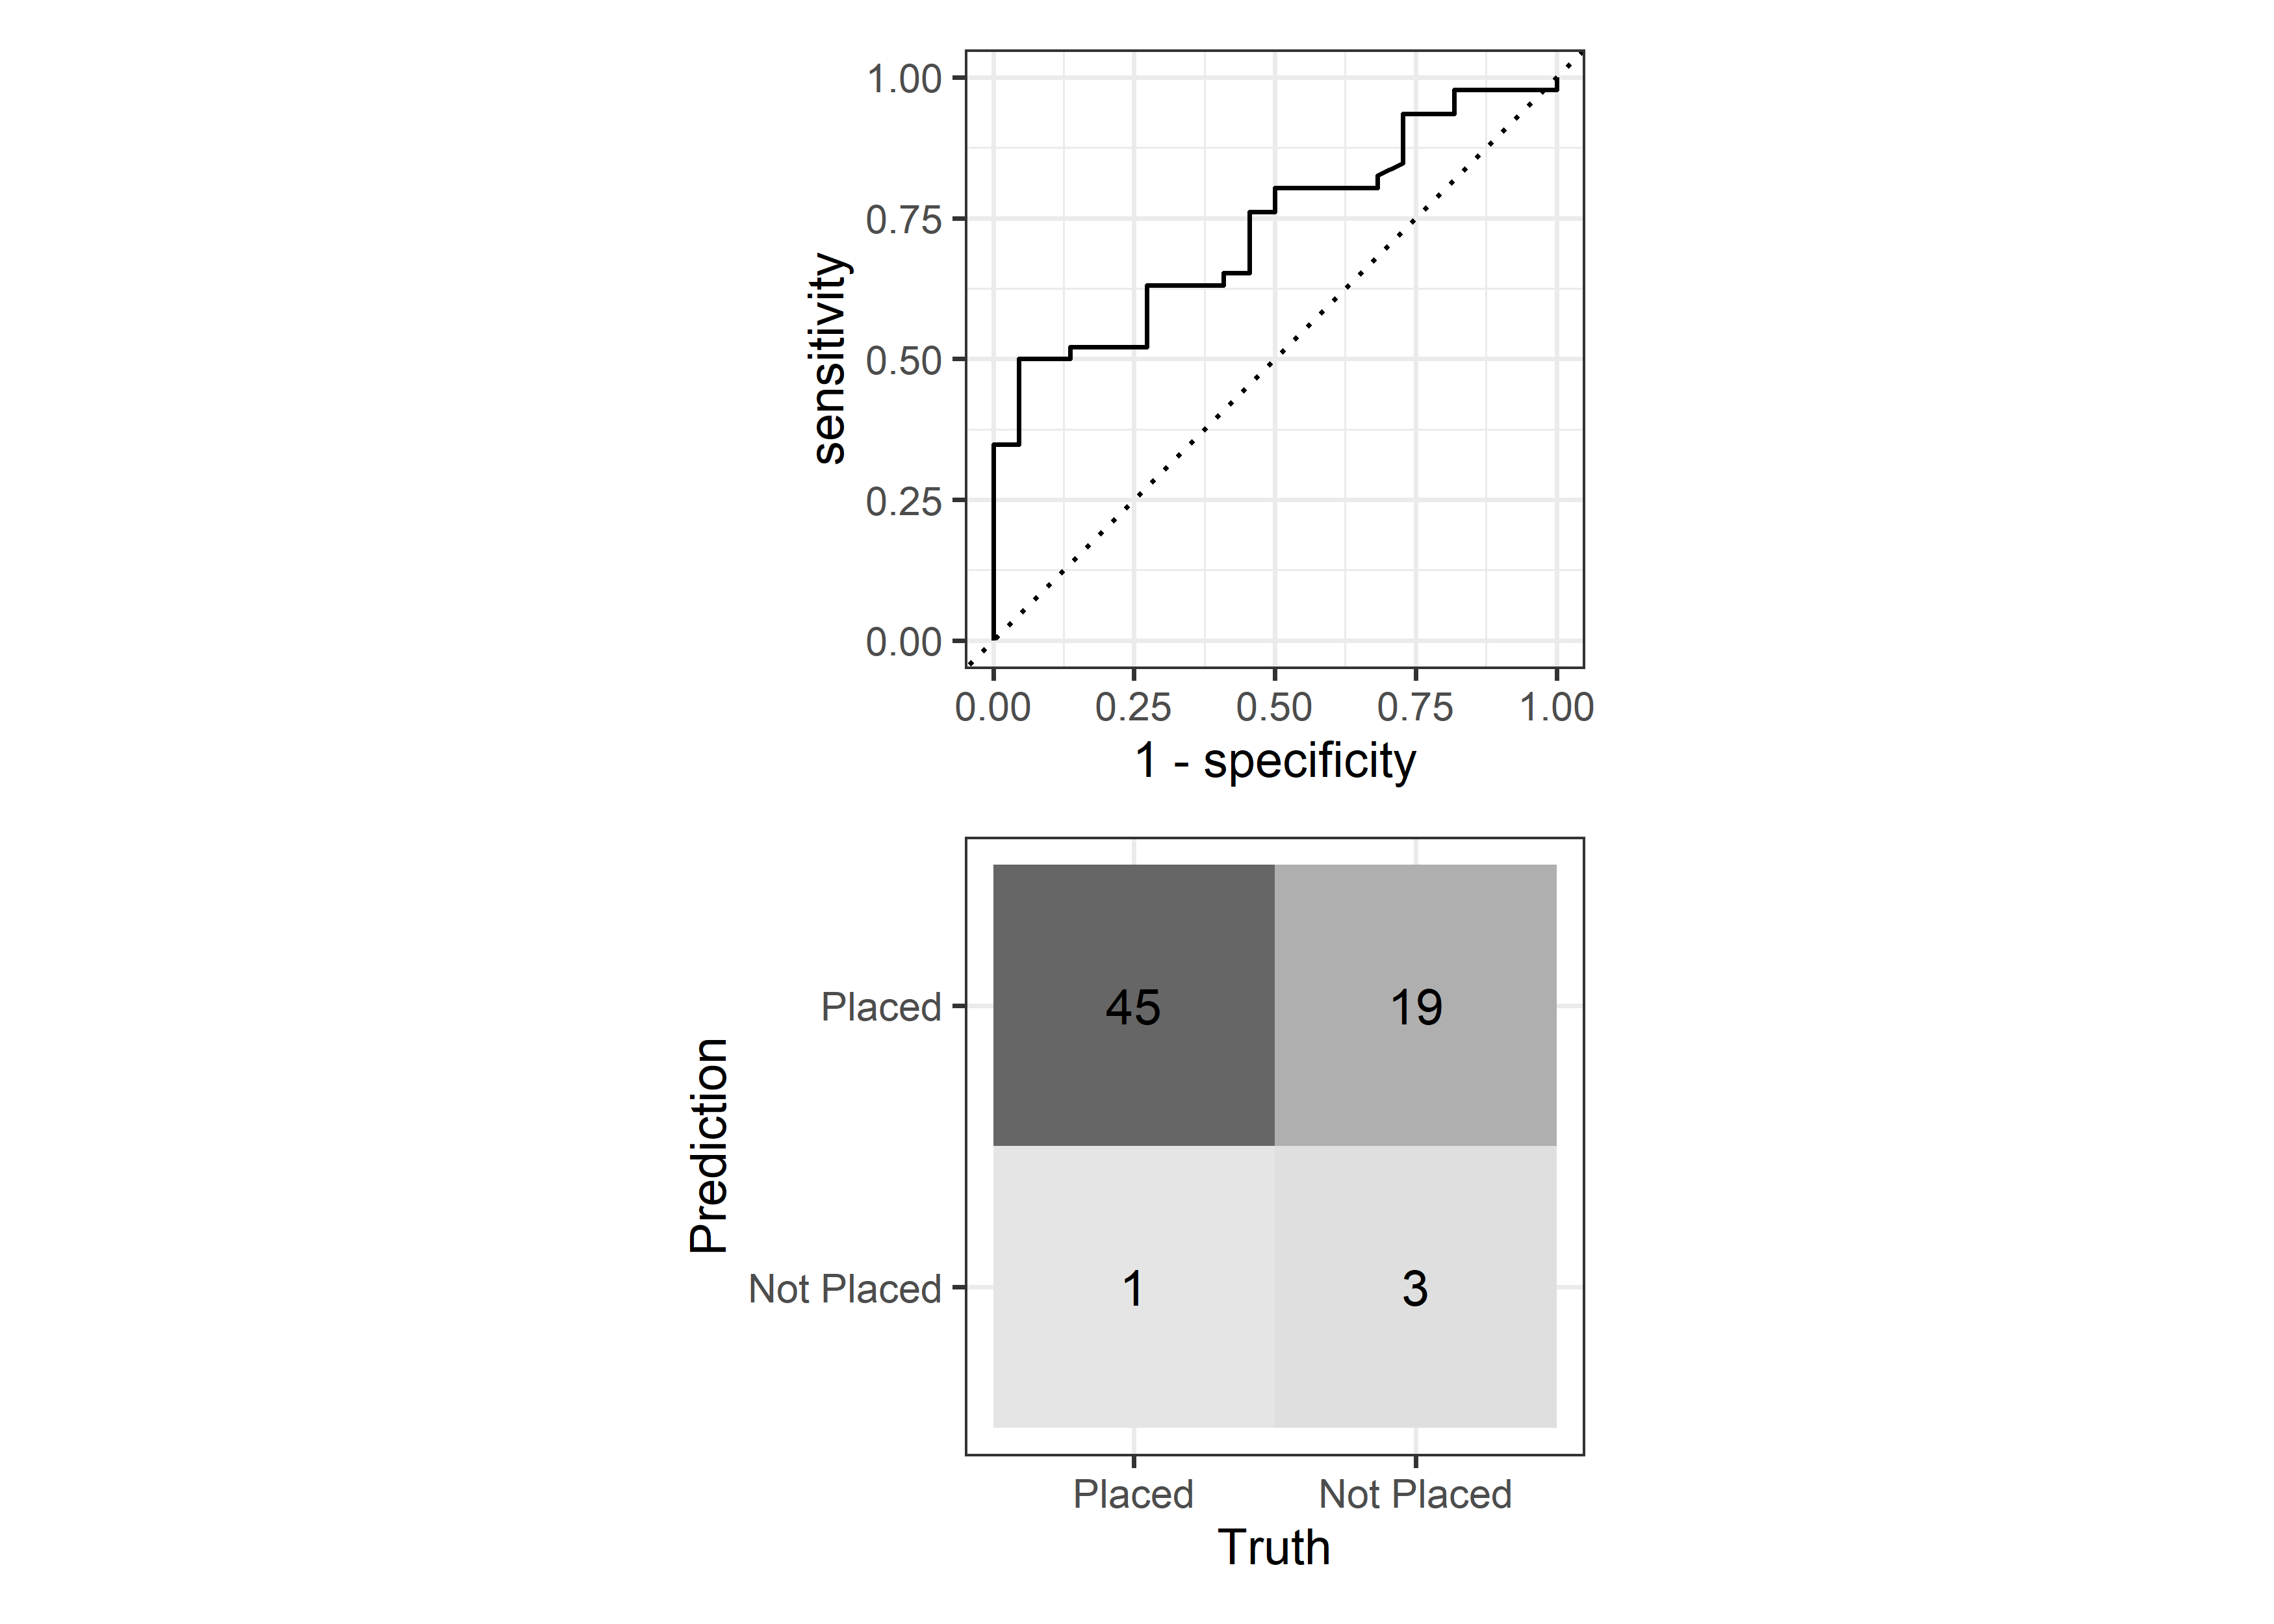 1.00
0.75
0.50
0.25
0.00
sensitivity
0.00 0.25 0.50 0.75 1.00
1 - specificity
Placed 45 19
Not Placed 1 3
Prediction
Placed Not Placed
Truth